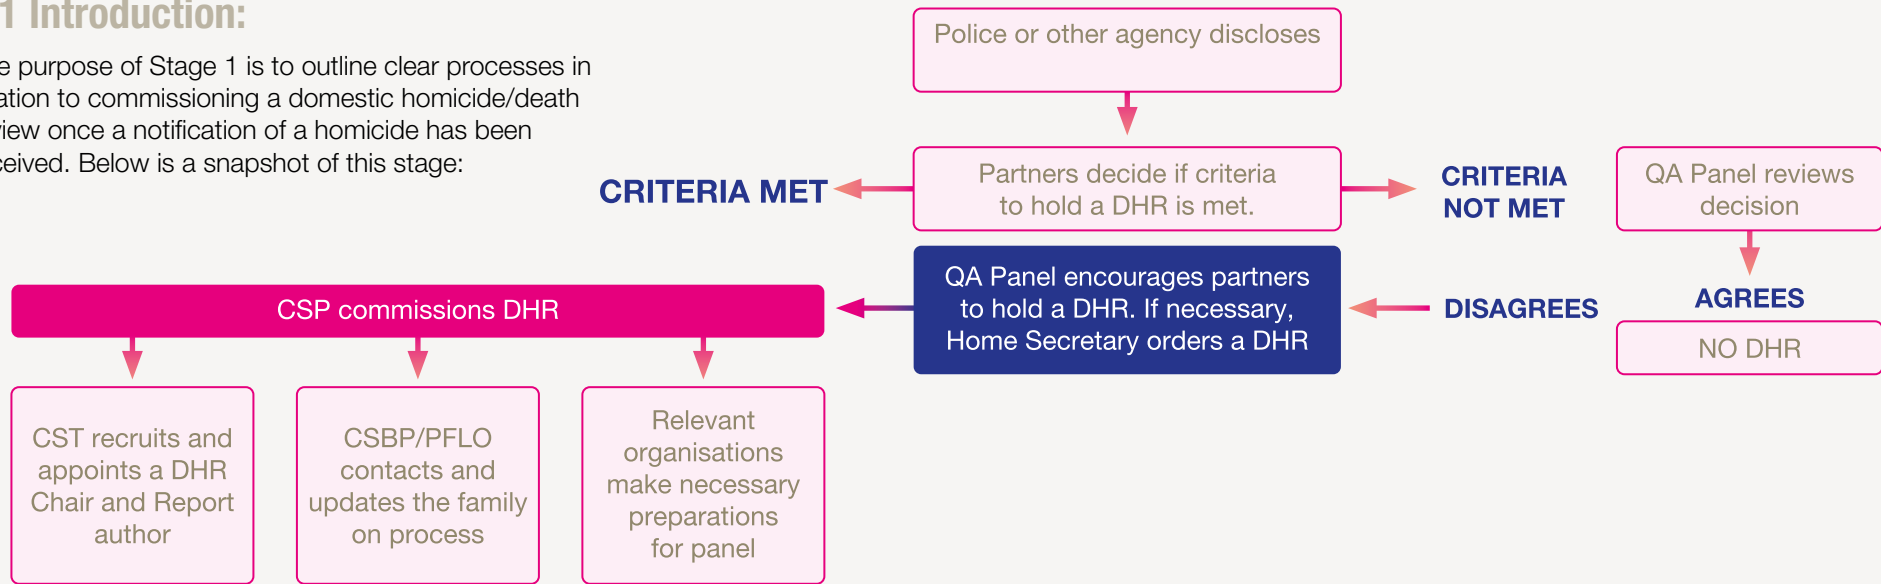 1 Introduction:
e purpose of Stage 1 is to outline clear processes in
ation to commissioning a domestic homicide/death
view once a notification of a homicide has been
ceived. Below is a snapshot of this stage:
Police or other agency discloses
CRITERIA MET
Partners decide if criteria
to hold a DHR is met.
CRITERIA
NOT MET
QA Panel reviews
decision
AGREES
NO DHR
DISAGREES
QA Panel encourages partners
to hold a DHR. If necessary,
Home Secretary orders a DHR
CSP commissions DHR
CST recruits and
appoints a DHR
Chair and Report
author
CSBP/PFLO
contacts and
updates the family
on process
Relevant
organisations
make necessary
preparations
for panel